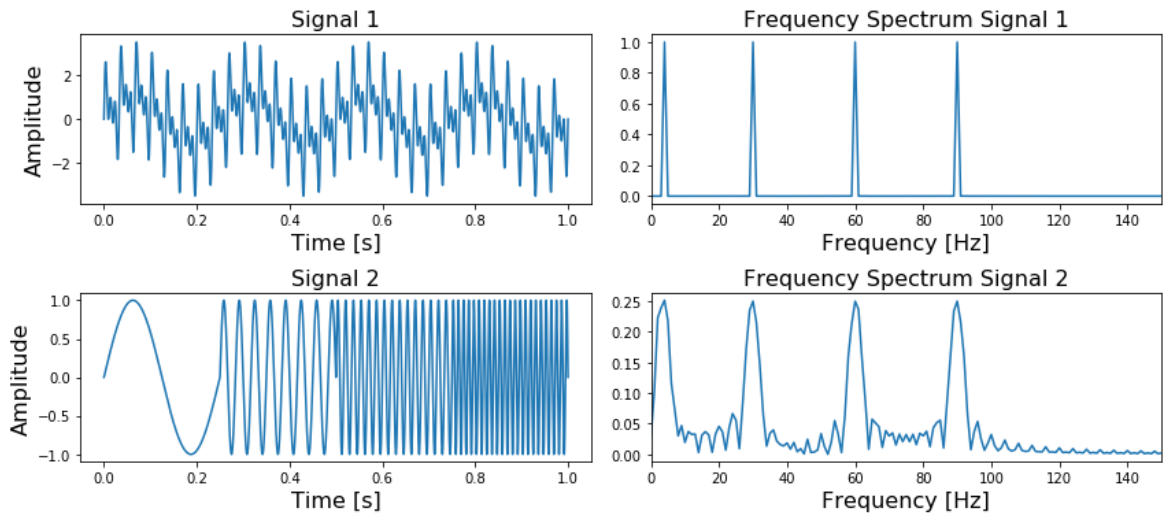 Signal 1
Amplitude
2
0
−2
0.0 0.2 0.4 0.6 0.8 1.0
Time [s]
Frequency Spectrum Signal 1
1.0
0.8
0.6
0.4
0.2
0.0
0 20 40 60 80 100 120 140
Frequency [Hz]
Signal 2
Amplitude
1.0
0.5
0.0
−0.5
−1.0
0.0 0.2 0.4 0.6 0.8 1.0
Time [s]
Frequency Spectrum Signal 2
0.25
0.20
0.15
0.10
0.05
0.00
0 20 40 60 80 100 120 140
Frequency [Hz]